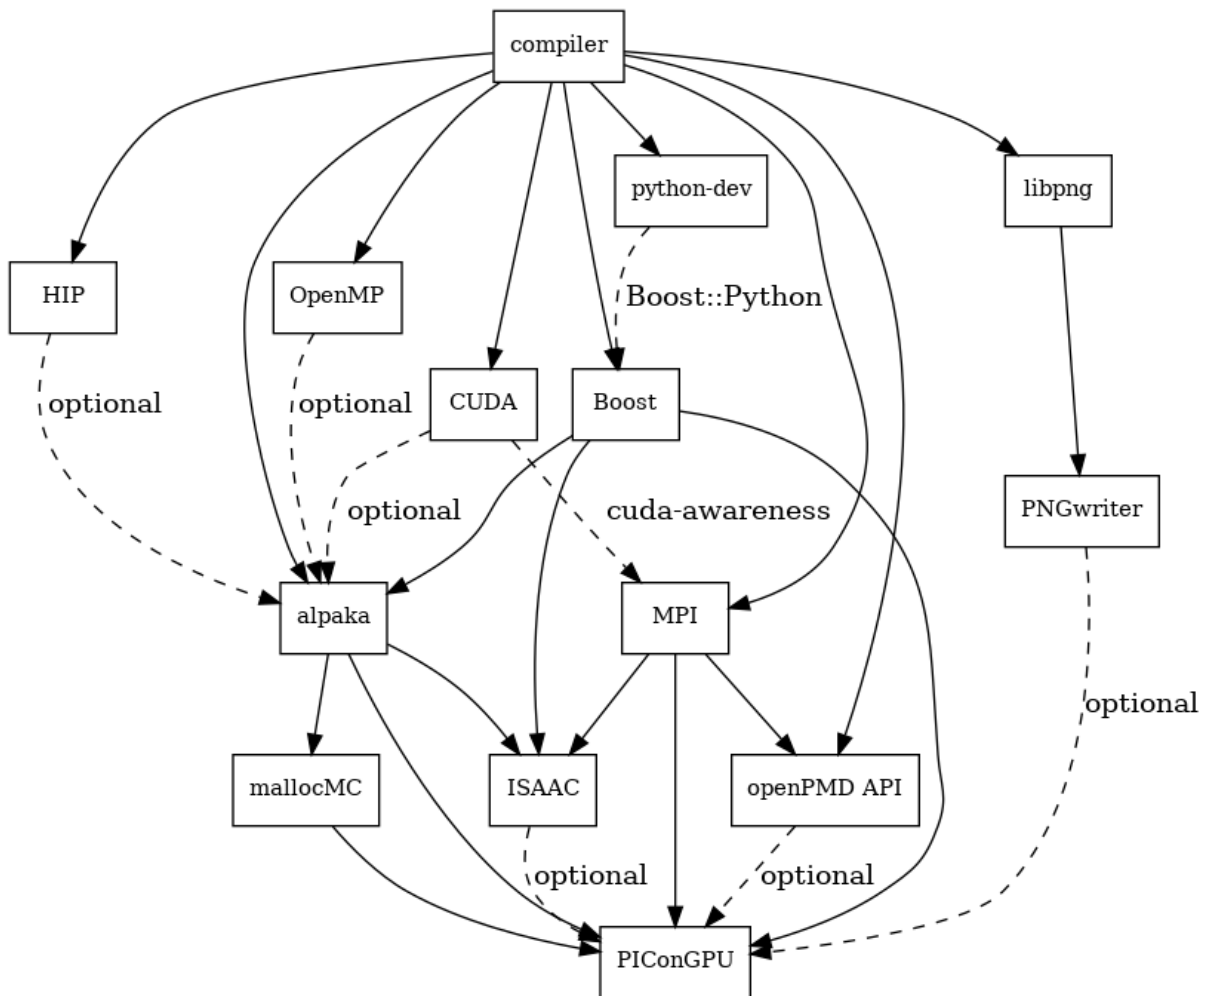 compiler
python-dev
libpng
HIP
OpenMP
Boost::Python
optional
optional
CUDA
Boost
optional
cuda-awareness
PNGwriter
alpaka
MPI
optional
mallocMC
ISAAC
openPMD API
optional
optional
PIConGPU